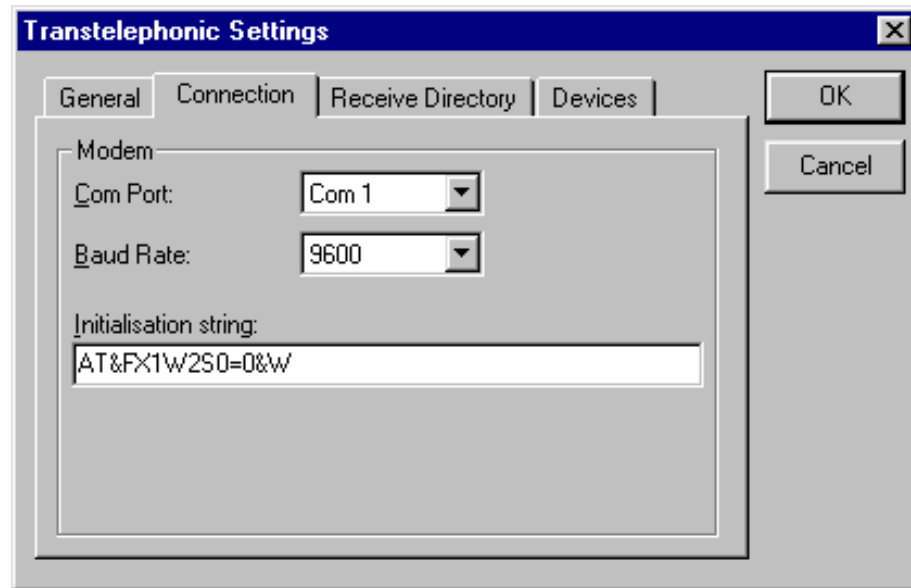 Transtelephonic Settings
General Connection Receive Directory Devices
OK
Cancel
Modem
Com Port: Com 1
Baud Rate: 9600
Initialisation string:
AT&FX1W2S0=0&W